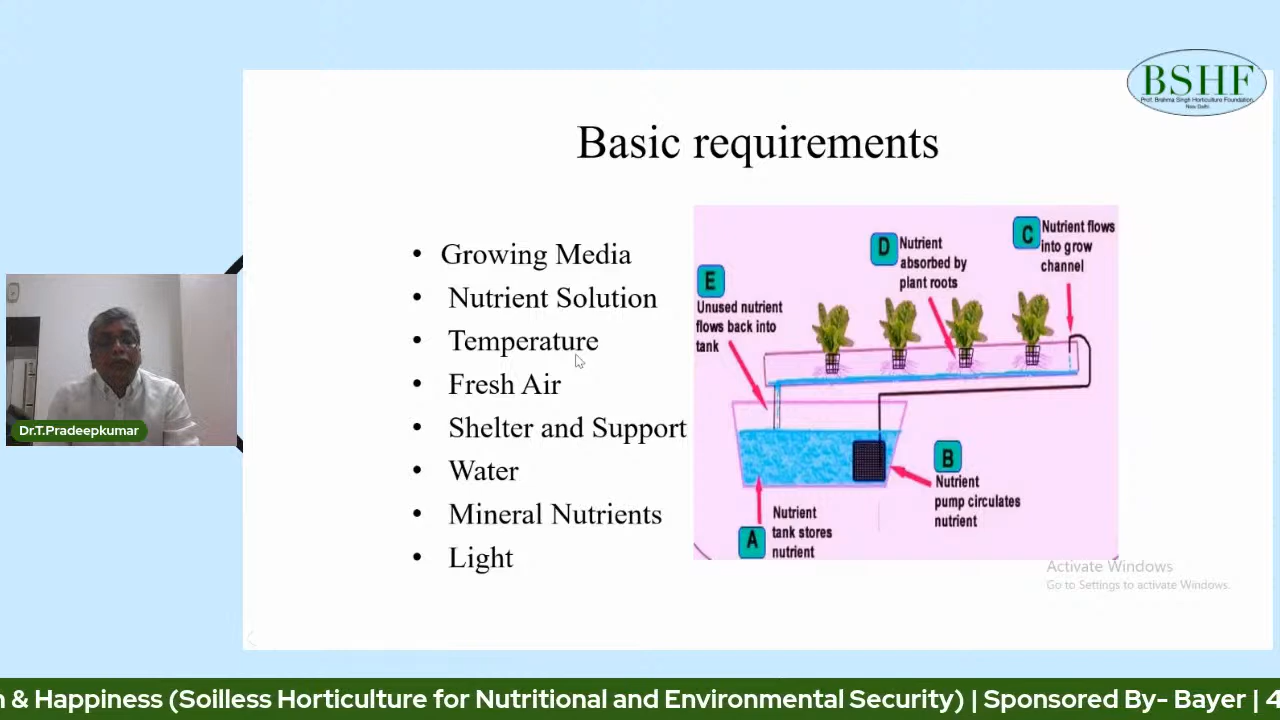 BSHF
Prof. Brahma Singh Horticulture Foundation,
New Delhi
Basic requirements
• Growing Media
• Nutrient Solution
• Temperature
• Fresh Air
• Shelter and Support
• Water
• Mineral Nutrients
• Light
A
Nutrient
tank stores
nutrient
B
Nutrient
pump circulates
nutrient
C
Nutrient flows
into grow
channel
D
Nutrient
absorbed by
plant roots
E
Unused nutrient
flows back into
tank
Dr.T.Pradeepkumar
Activate Windows
Go to Settings to activate Windows.
& Happiness (Soilless Horticulture for Nutritional and Environmental Security) | Sponsored By- Bayer | 4